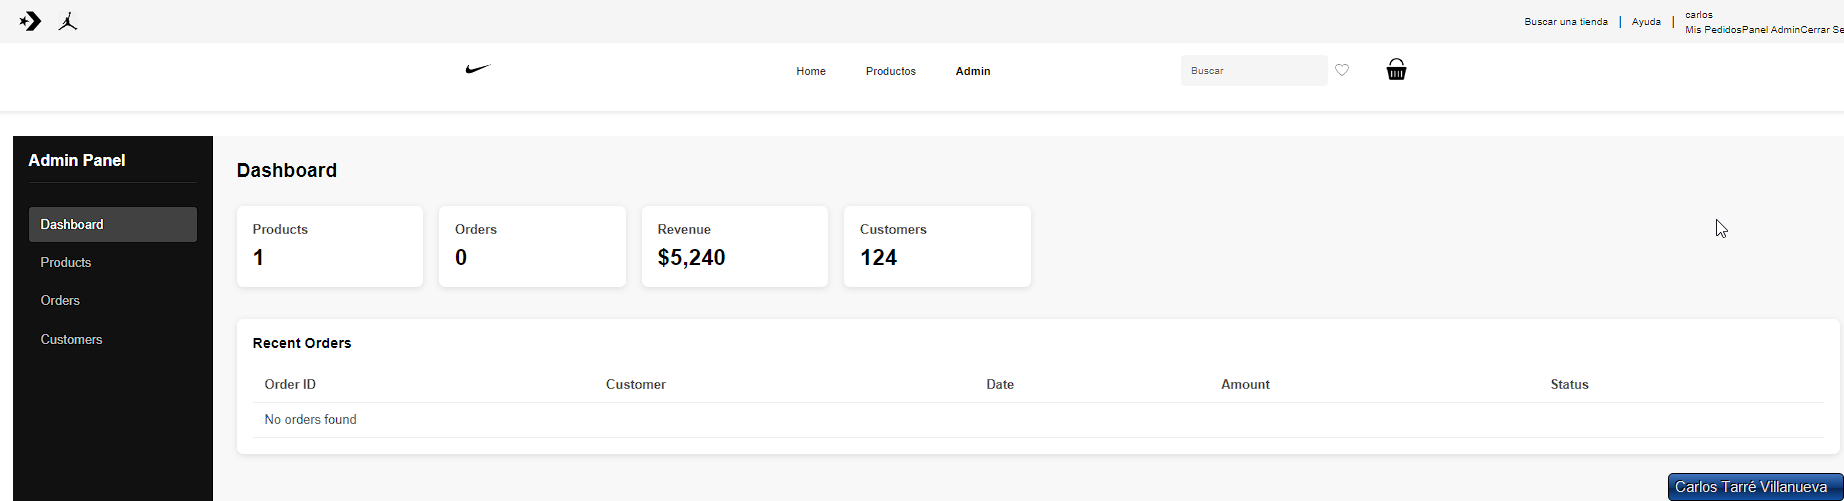 Buscar una tienda | Ayuda | carlos
Mis PedidosPanel AdminCerrar Se
Home Productos Admin Buscar
Admin Panel
Dashboard
Products
Orders
Customers
Dashboard
Products Orders Revenue Customers
1 0 $5,240 124
Recent Orders
Order ID Customer Date Amount Status
No orders found
Carlos Tarré Villanueva